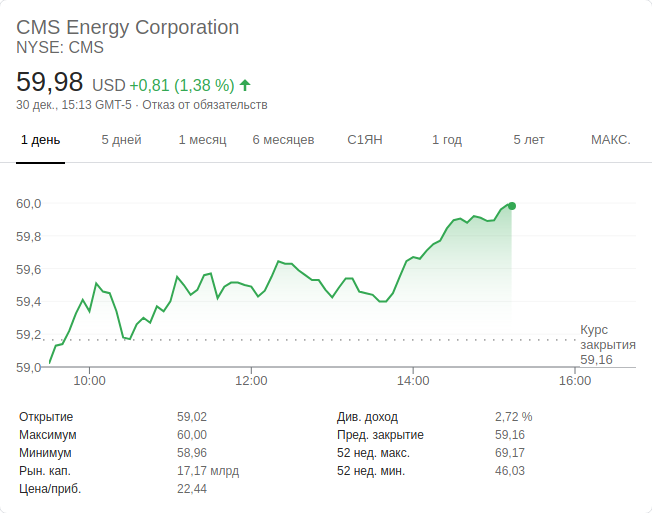 CMS Energy Corporation
NYSE: CMS
59,98 USD +0,81 (1,38 %)
30 дек., 15:13 GMT-5 · Отказ от обязательств
1 день 5 дней 1 месяц 6 месяцев С1ЯН 1 год 5 лет МАКС.
60,0
59,8
59,6
59,4
59,2
Курс
закрытия
59,16
59,0
10:00 12:00 14:00 16:00
Открытие 59,02 Див. доход 2,72 %
Максимум 60,00 Пред. закрытие 59,16
Минимум 58,96 52 нед. макс. 69,17
Рын. кап. 17,17 млрд 52 нед. мин. 46,03
Цена/приб. 22,44